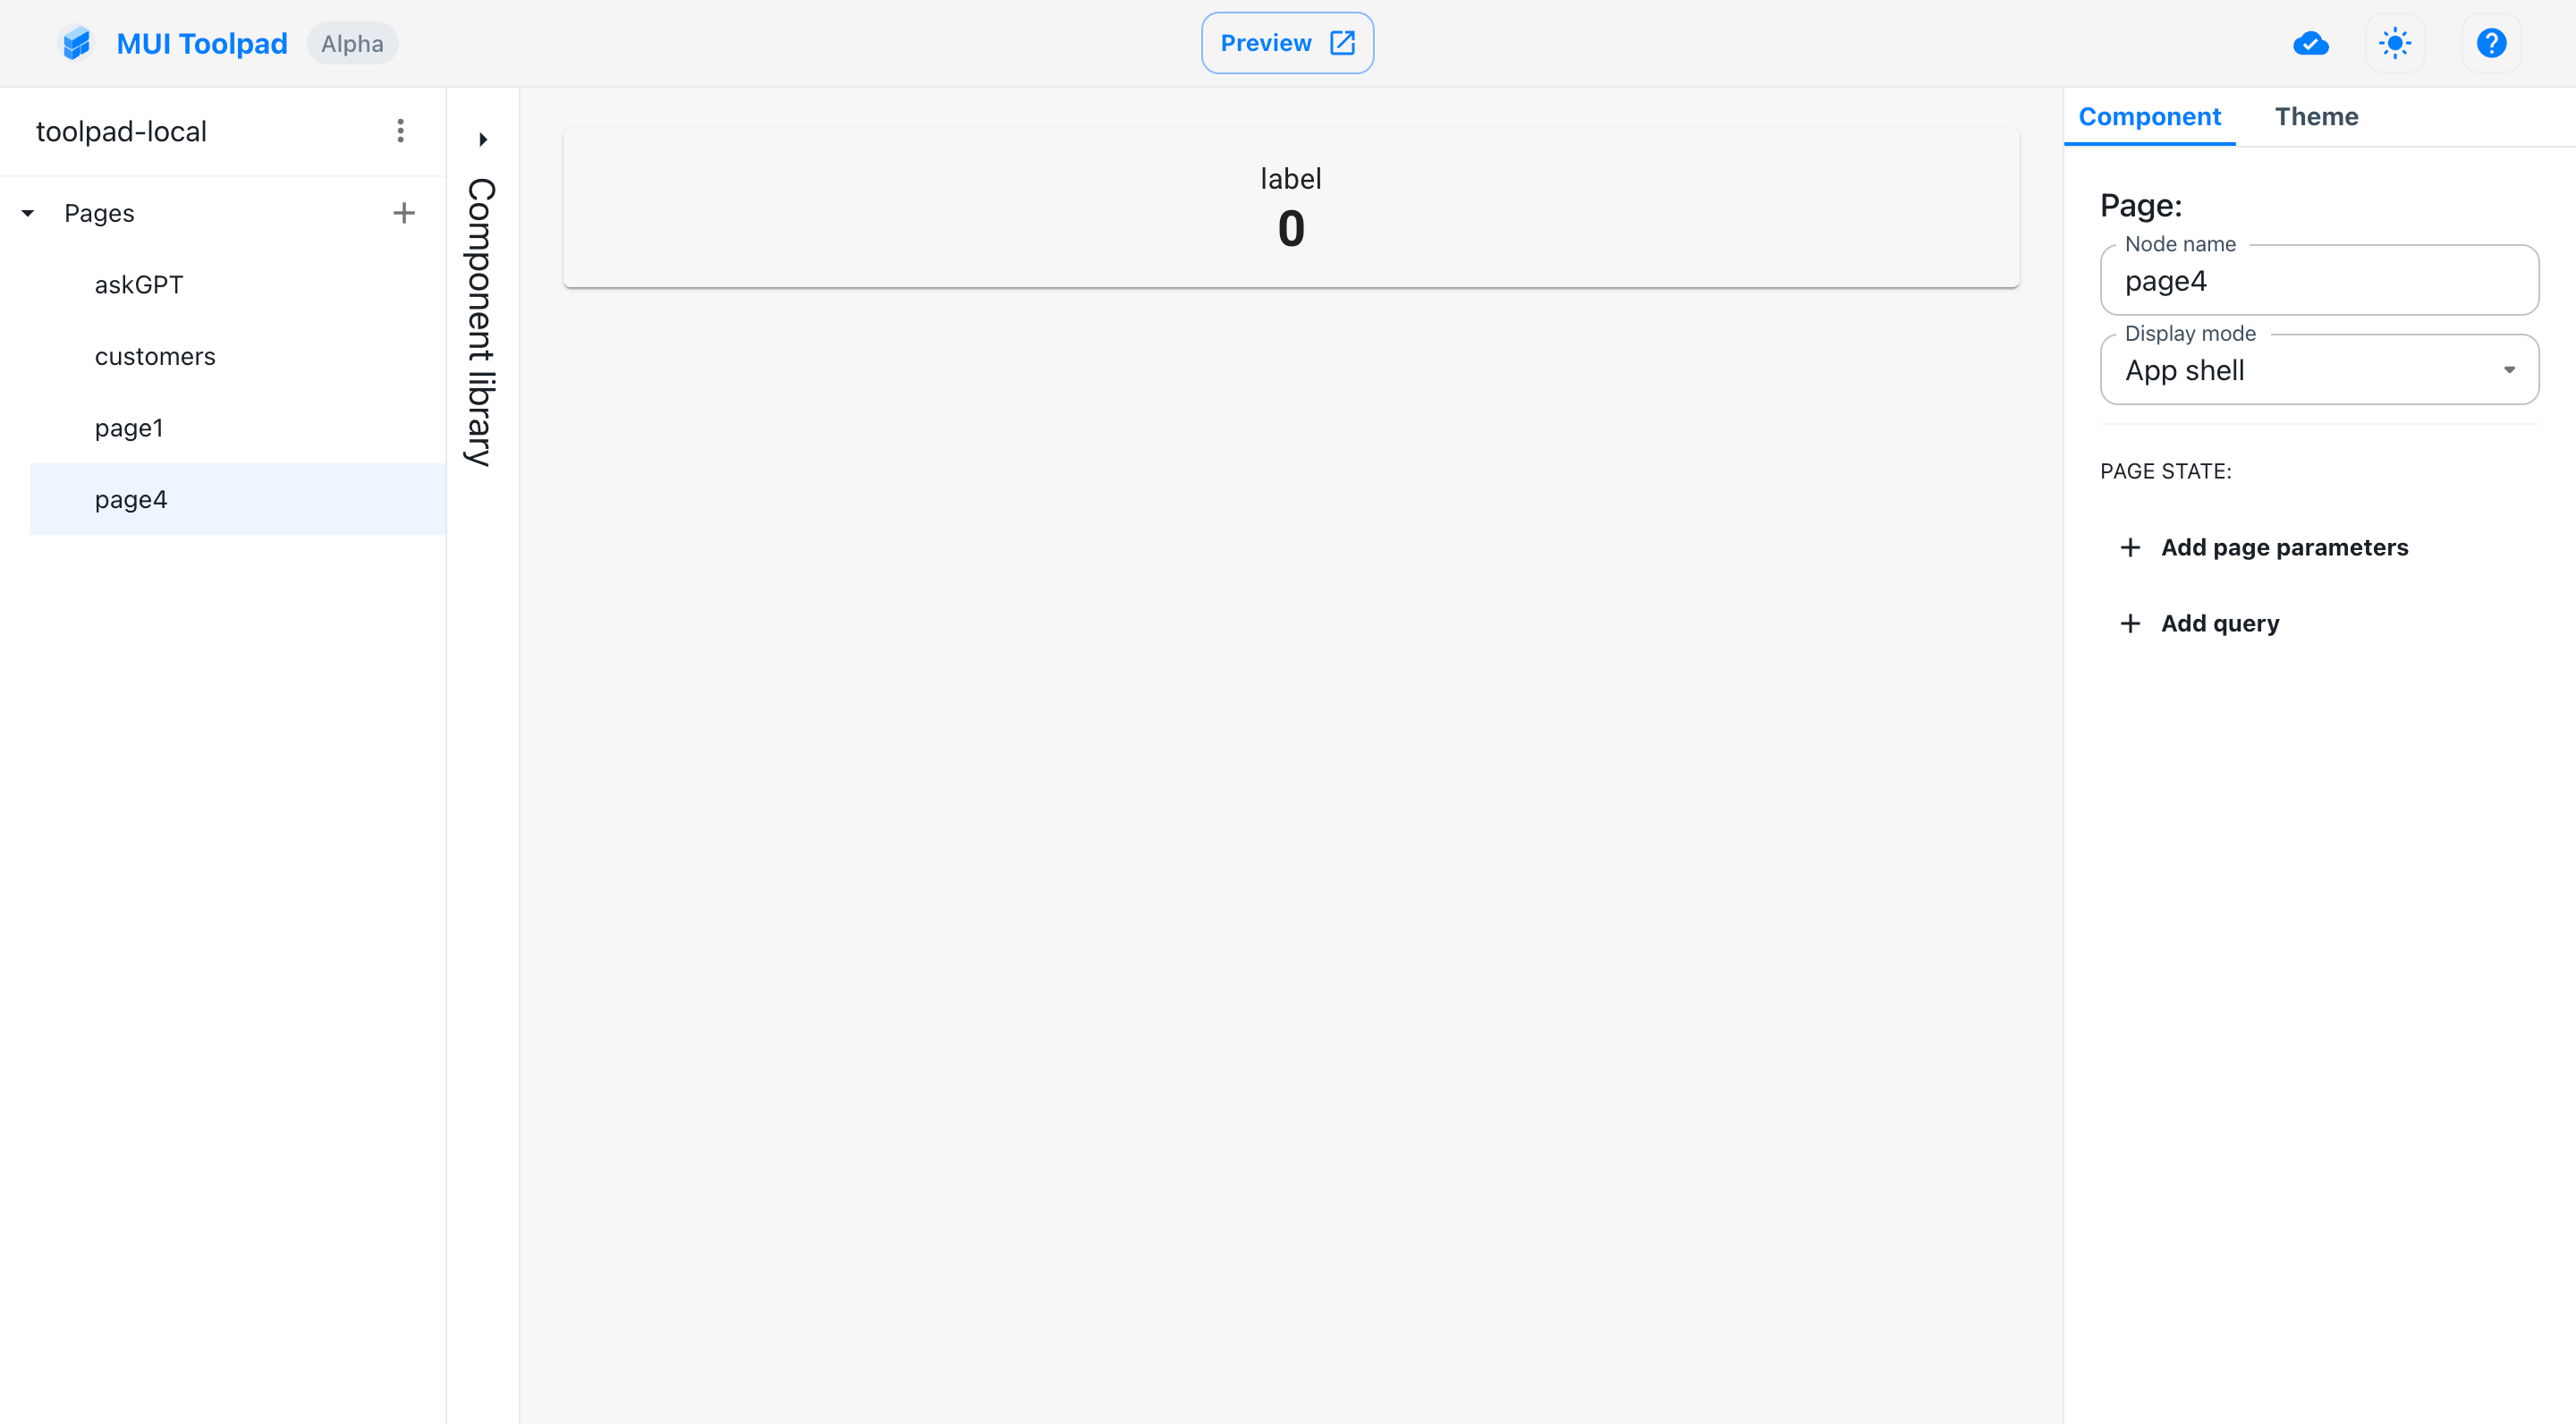 MUI Toolpad
Alpha
Preview
toolpad-local
Pages
askGPT
customers
page1
page4
Component library
label
0
Component
Theme
Page:
Node name
page4
Display mode
App shell
PAGE STATE:
Add page parameters
Add query